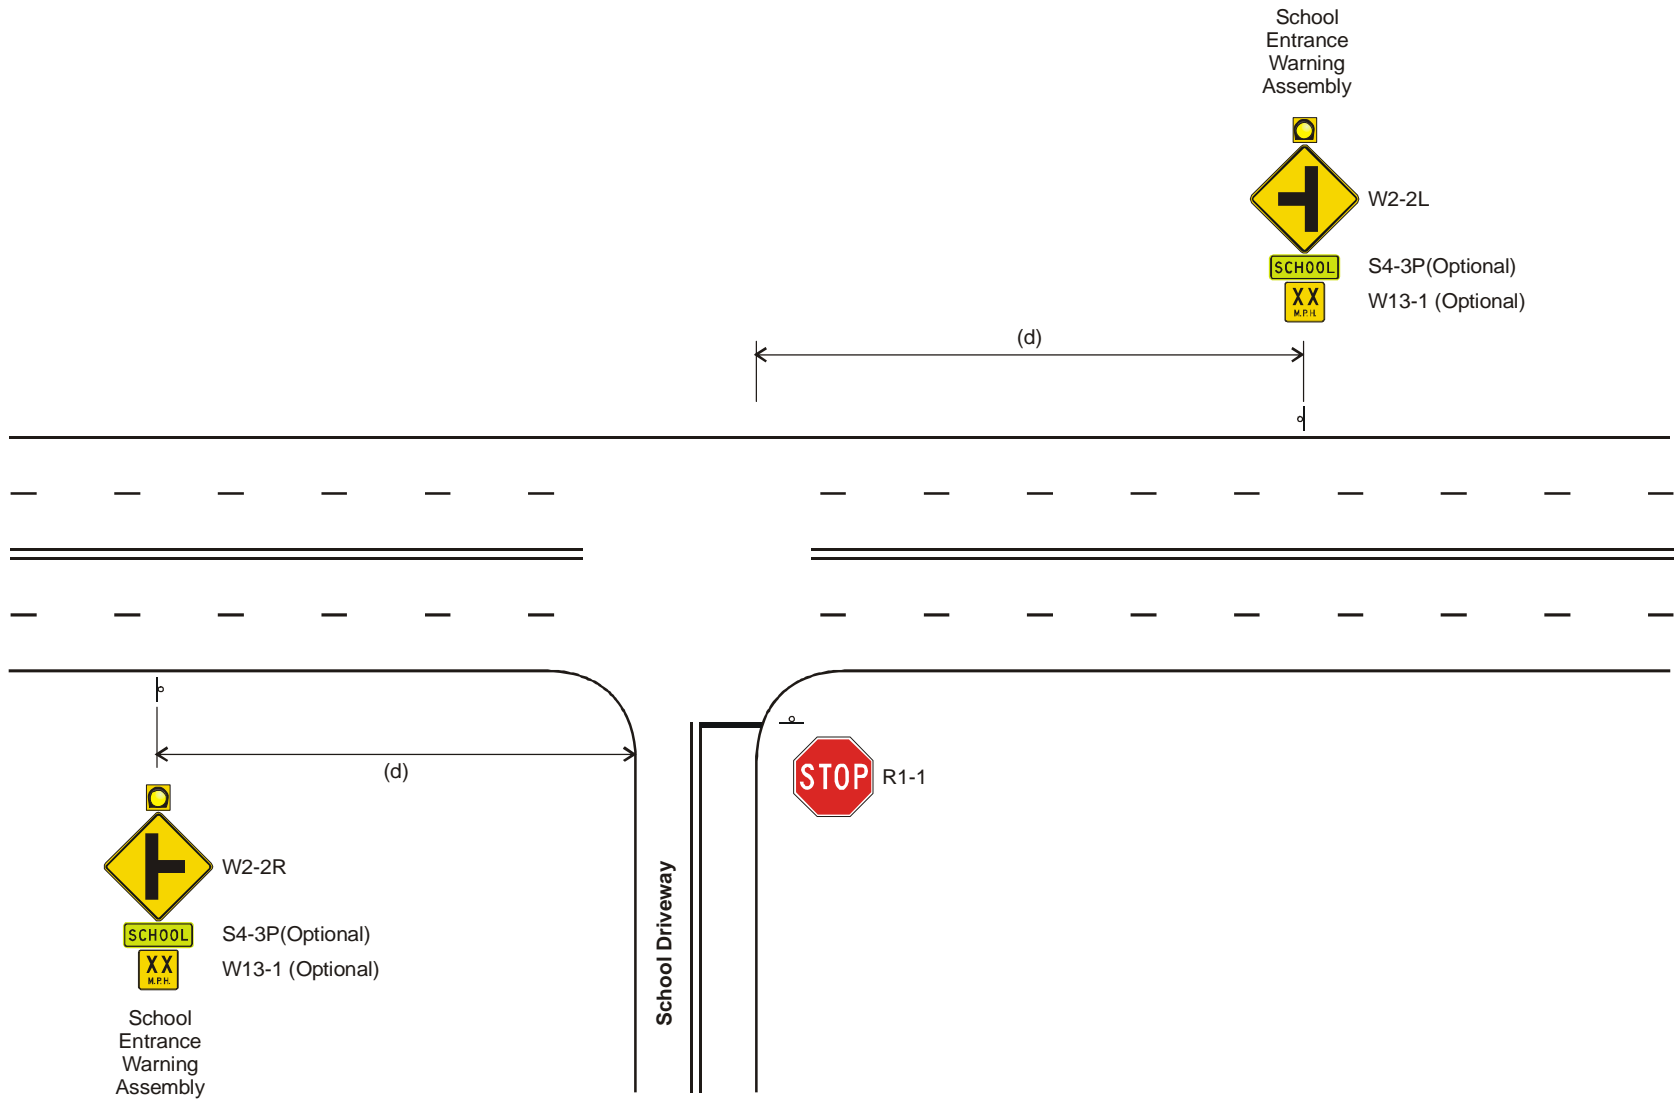 School
Entrance
Warning
Assembly
W2-2L
SCHOOL
S4-3P(Optional)
XX
M.P.H.
W13-1 (Optional)
(d)
(d)
STOP
R1-1
W2-2R
SCHOOL
S4-3P(Optional)
XX
M.P.H.
W13-1 (Optional)
School Driveway
School
Entrance
Warning
Assembly